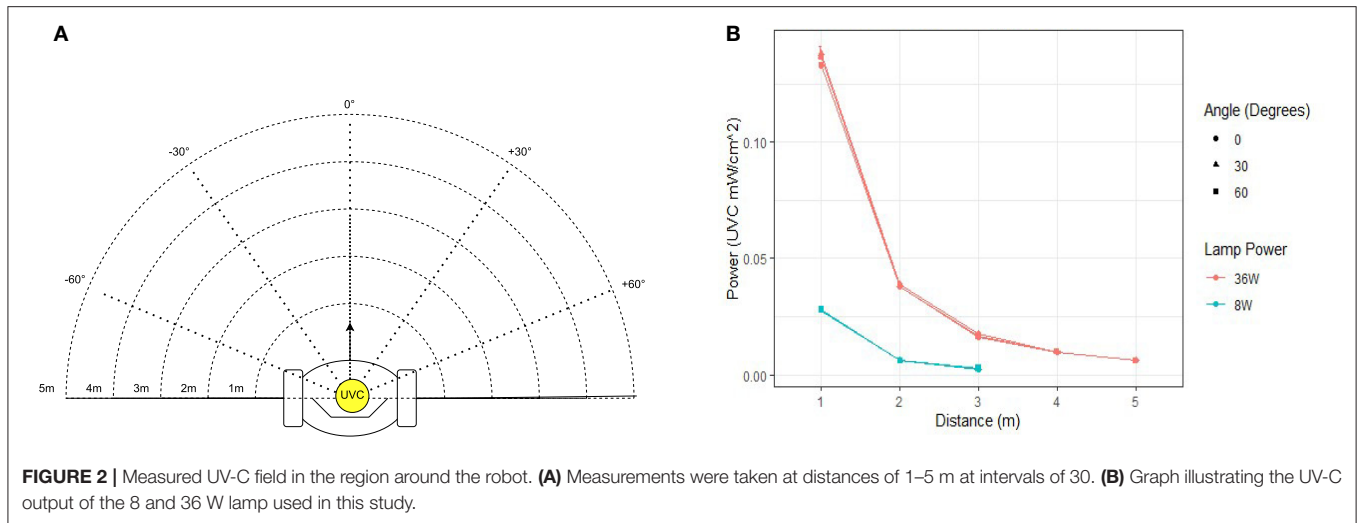 A
0°
-30°
+30°
-60°
+60°
5m 4m 3m 2m 1m
UVC
B
Power (UVC mW/cm^2)
0.10
0.05
0.00
1 2 3 4 5
Distance (m)
Angle (Degrees)
0
30
60
Lamp Power
36W
8W
FIGURE 2 | Measured UV-C field in the region around the robot. (A) Measurements were taken at distances of 1–5 m at intervals of 30. (B) Graph illustrating the UV-C
output of the 8 and 36 W lamp used in this study.